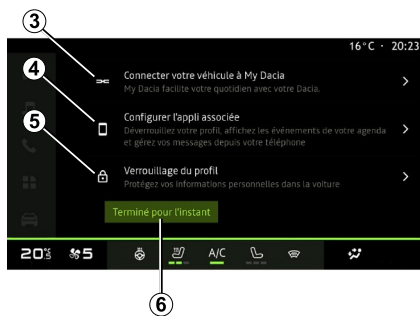 3
16°C · 20:23
4
Connecter votre véhicule à My Dacia
My Dacia facilite votre quotidien avec votre Dacia.
Configurer l'appli associée
Déverrouillez votre profil, affichez les événements de votre agenda
et gérez vos messages depuis votre téléphone
5
Verrouillage du profil
Protégez vos informations personnelles dans la voiture
Terminé pour l'instant
5
A/C
6